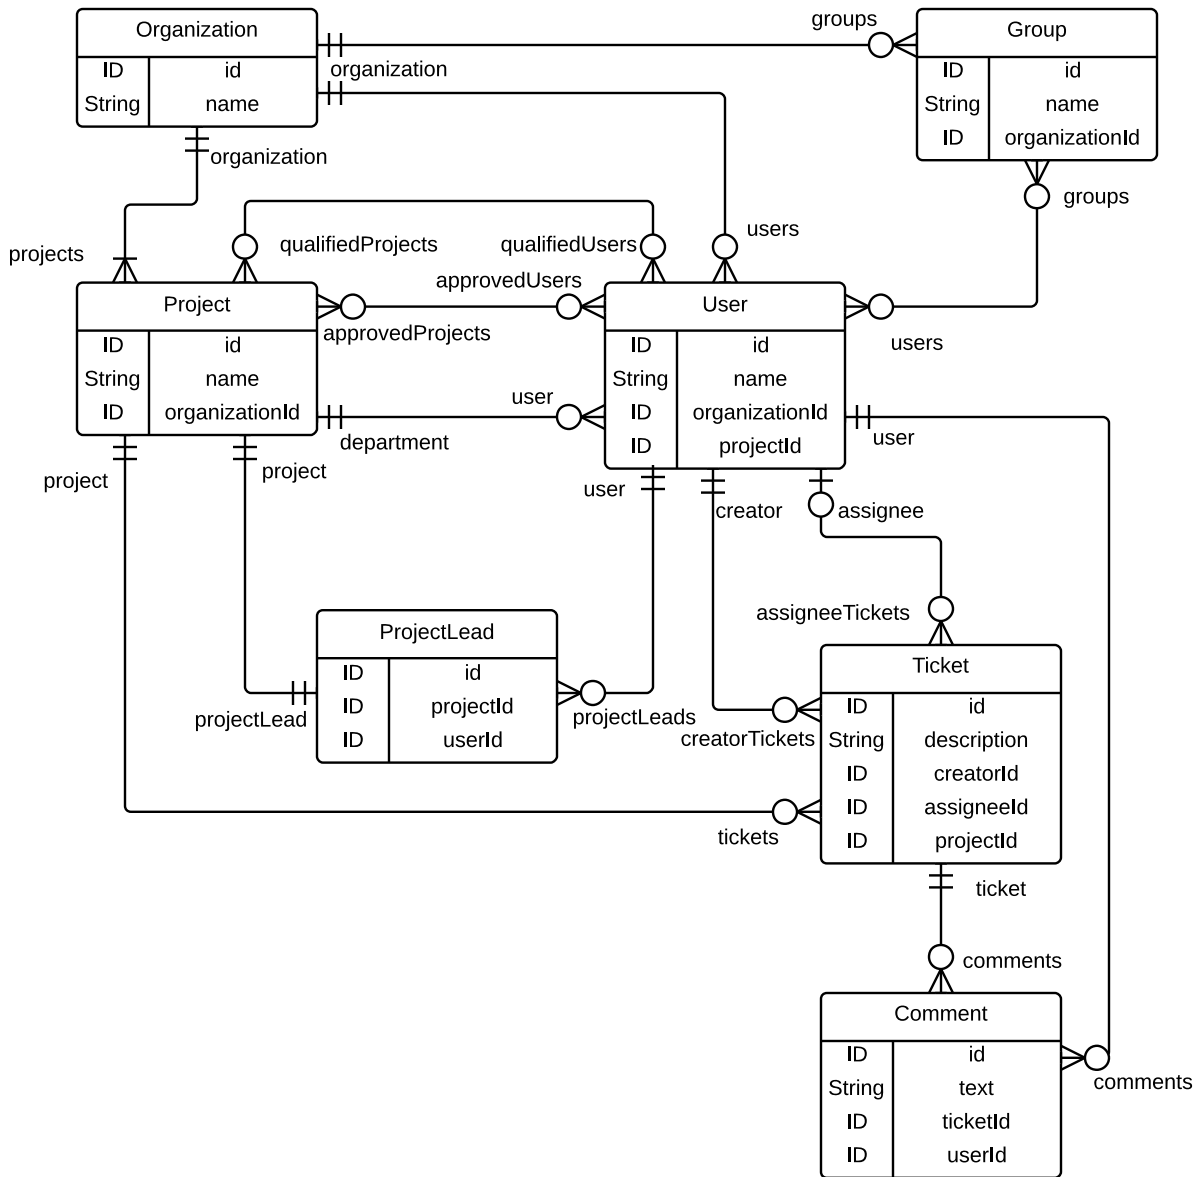 Organization
ID id
String name
groups
organization
Group
ID id
String name
ID organizationId
organization
groups
projects
qualifiedProjects
qualifiedUsers
users
approvedUsers
approvedProjects
users
Project
ID id
String name
ID organizationId
User
ID id
String name
ID organizationId
ID projectId
user
department
user
project
project
user
creator
assignee
assigneeTickets
ProjectLead
ID id
ID projectId
ID userId
projectLead
projectLeads
creatorTickets
Ticket
ID id
String description
ID creatorId
ID assigneeId
ID projectId
tickets
ticket
comments
Comment
ID id
String text
ID ticketId
ID userId
comments